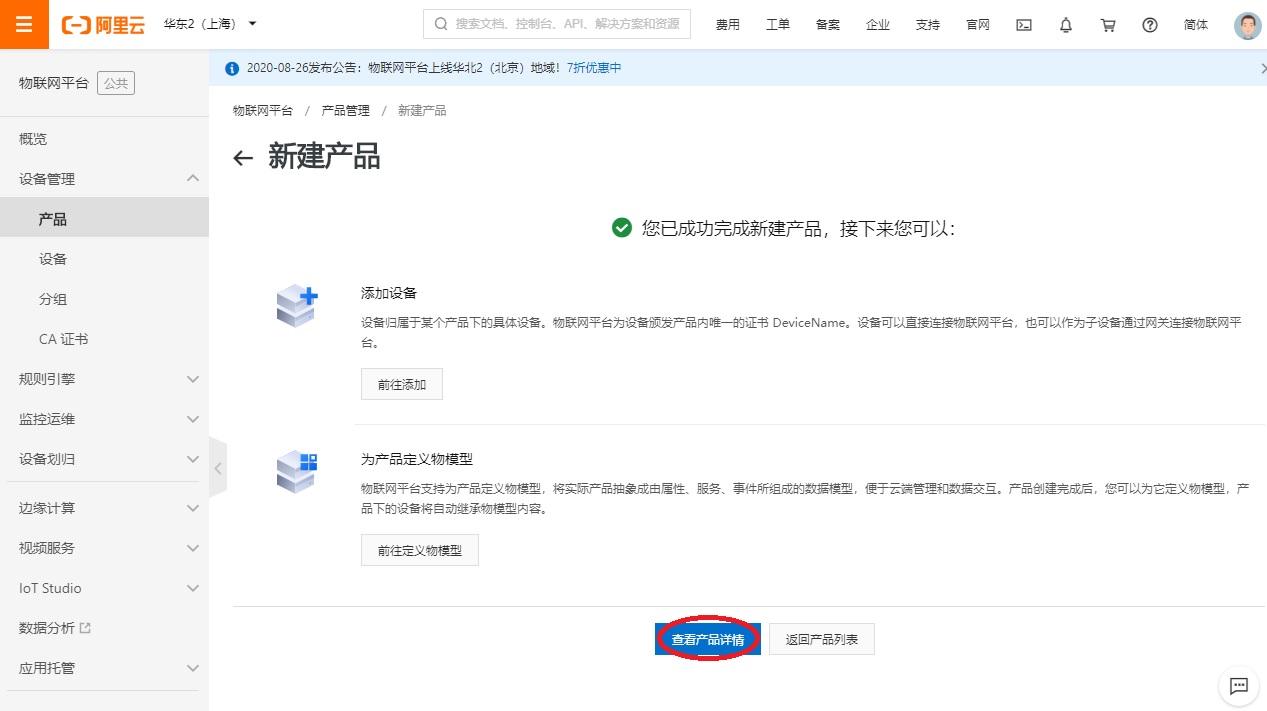 阿里云
华东2（上海）
搜索文档、控制台、API、解决方案和资源
费用
工单
备案
企业
支持
官网
简体
物联网平台
公共
概览
设备管理
产品
设备
分组
CA 证书
规则引擎
监控运维
设备划归
边缘计算
视频服务
IoT Studio
数据分析
应用托管
2020-08-26发布公告：物联网平台上线华北2（北京）地域！7折优惠中
物联网平台 / 产品管理 / 新建产品
新建产品
您已成功完成新建产品，接下来您可以：
添加设备
设备归属于某个产品下的具体设备。物联网平台为设备颁发产品内唯一的证书 DeviceName。设备可以直接连接物联网平台，也可以作为子设备通过网关连接物联网平
台。
前往添加
为产品定义物模型
物联网平台支持为产品定义物模型，将实际产品抽象成由属性、服务、事件所组成的数据模型，便于云端管理和数据交互。产品创建完成后，您可以为它定义物模型，产
品下的设备将自动继承物模型内容。
前往定义物模型
查看产品详情
返回产品列表